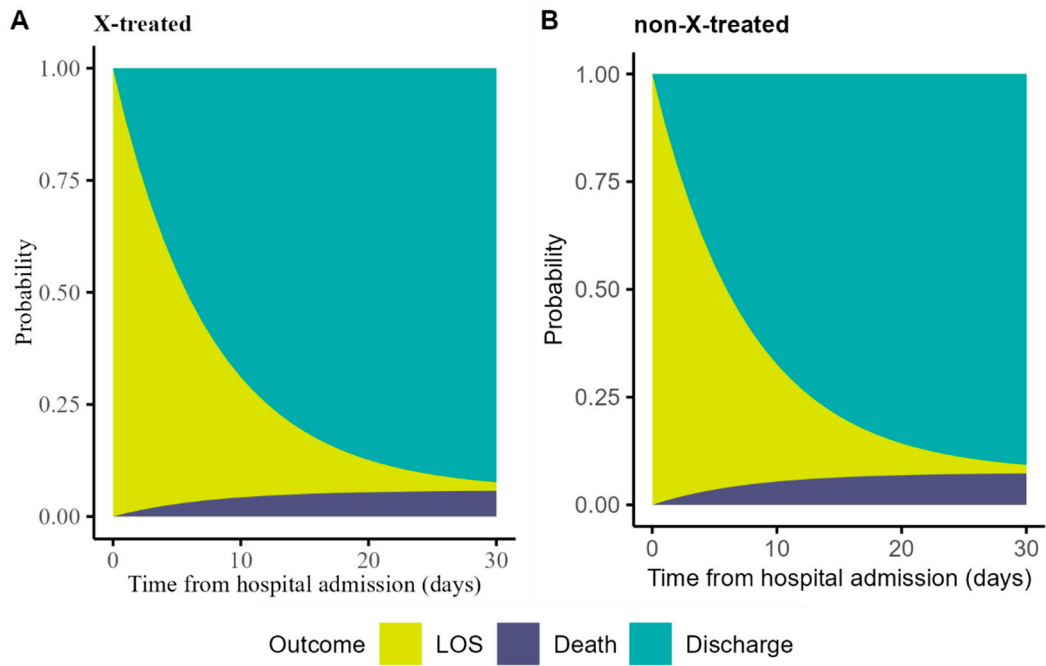 A
X-treated
1.00
0.75
0.50
0.25
0.00
Probability
0
10
20
30
Time from hospital admission (days)
B
non-X-treated
1.00
0.75
0.50
0.25
0.00
Probability
0
10
20
30
Time from hospital admission (days)
Outcome LOS Death Discharge